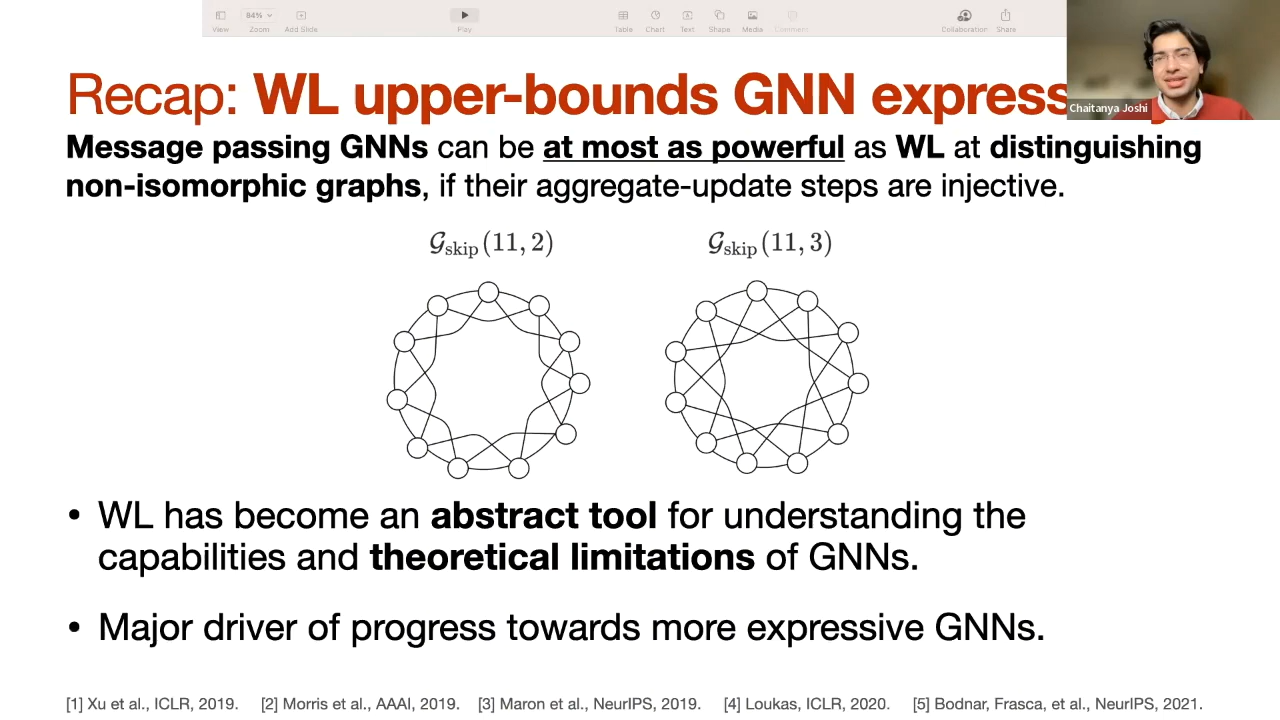 View
84%
Zoom
Add Slide
Play
Table
Chart
Text
Shape
Media
Comment
Collaboration
Share
Chaitanya Joshi
Recap: WL upper-bounds GNN express
Message passing GNNs can be at most as powerful as WL at distinguishing
non-isomorphic graphs, if their aggregate-update steps are injective.
𝒢skip(11, 2)
𝒢skip(11, 3)
• WL has become an abstract tool for understanding the
capabilities and theoretical limitations of GNNs.
• Major driver of progress towards more expressive GNNs.
[1] Xu et al., ICLR, 2019. [2] Morris et al., AAAI, 2019. [3] Maron et al., NeurIPS, 2019. [4] Loukas, ICLR, 2020. [5] Bodnar, Frasca, et al., NeurIPS, 2021.